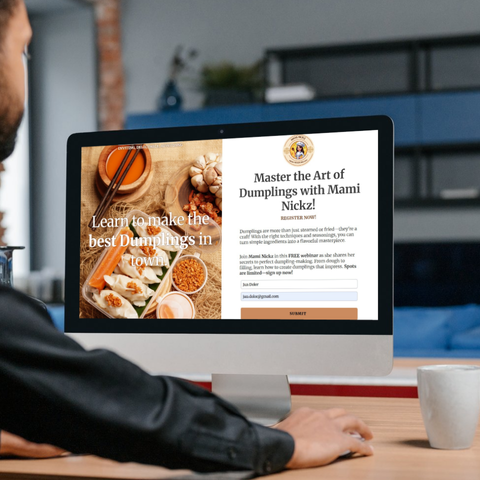 Learn to make the
best Dumplings in
town!
Master the Art of
Dumplings with Mami
Nickz!
REGISTER NOW!
Dumplings are more than just steamed or fried—they're a
craft! With the right techniques and seasonings, you can
turn simple ingredients into a flavorful masterpiece.
Join Mami Nickz in this FREE webinar as she shares her
secrets to perfect dumpling-making. From dough to
filling, learn how to create dumplings that impress. Spots
are limited—sign up now!
SUBMIT